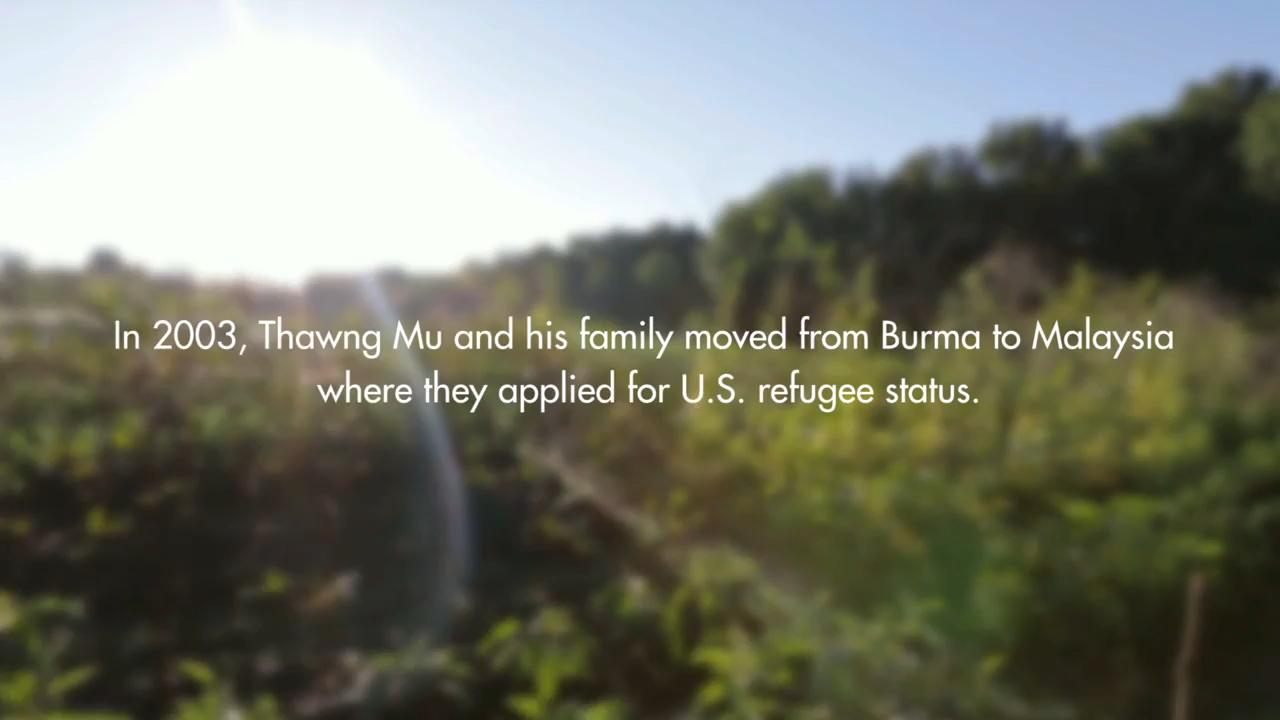 In 2003, Thawng Mu and his family moved from Burma to Malaysia
where they applied for U.S. refugee status.